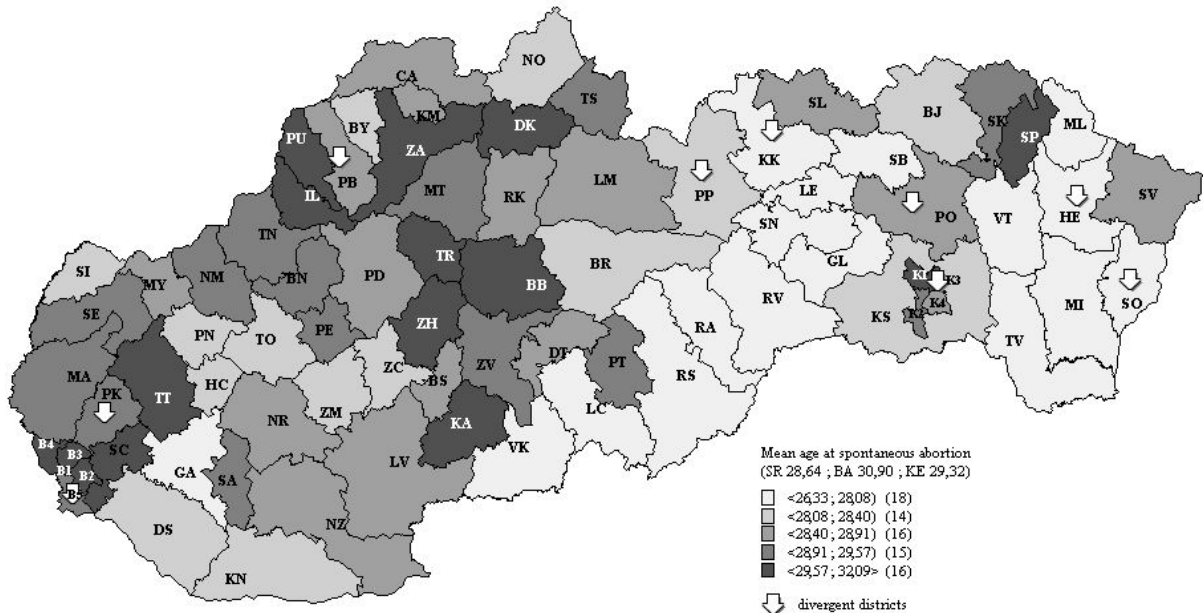 NO
CA
TS
SL
BJ
SK
ML
KM
PU
BY
DK
SP
ZA
KK
SB
PB
SV
IL
MT
RK
LM
PP
LE
PO
VT
HE
TN
SN
SI
MY
NM
BN
PD
TR
BR
GL
K1
K3
BB
RV
SO
SE
K4
KS
K2
MI
PN
TO
PE
ZH
RA
MA
ZC
DT
PT
TV
HC
BS
ZV
RS
PK
TT
ZM
NR
KA
LC
B4
SC
VK
B3
B1
B2
GA
SA
LV
B5
DS
NZ
KN
Mean age at spontaneous abortion
(SR 28,64 ; BA 30,90 ; KE 29,32)
<26,33 ; 28,08) (18)
<28,08 ; 28,40) (14)
<28,40 ; 28,91) (16)
<28,91 ; 29,57) (15)
<29,57 ; 32,09> (16)
divergent districts